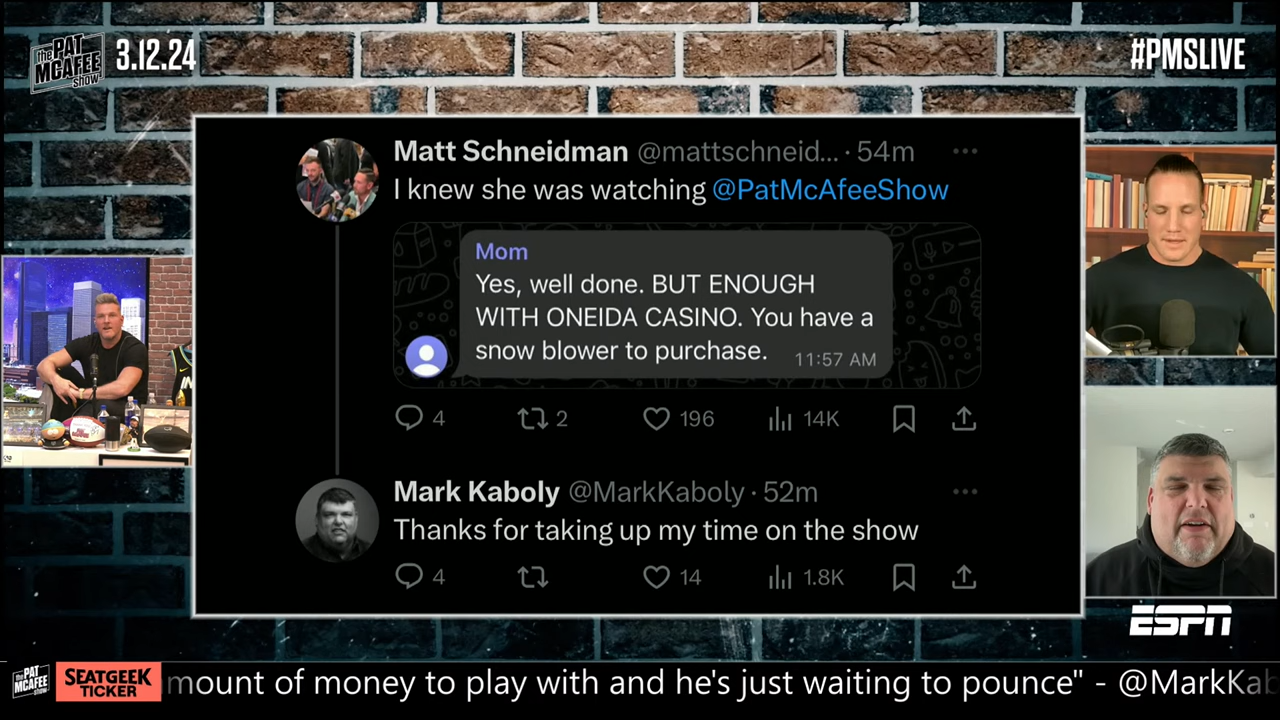 the PAT MCAFEE show
3.12.24
#PMSLIVE
Matt Schneidman @mattschneid... · 54m
I knew she was watching @PatMcAfeeShow
Mom
Yes, well done. BUT ENOUGH
WITH ONEIDA CASINO. You have a
snow blower to purchase. 11:57 AM
4 2 196 14K
Mark Kaboly @MarkKaboly · 52m
Thanks for taking up my time on the show
4 14 1.8K
ESPN
the PAT MCAFEE show
SEATGEEK
TICKER
mount of money to play with and he's just waiting to pounce" - @MarkKab